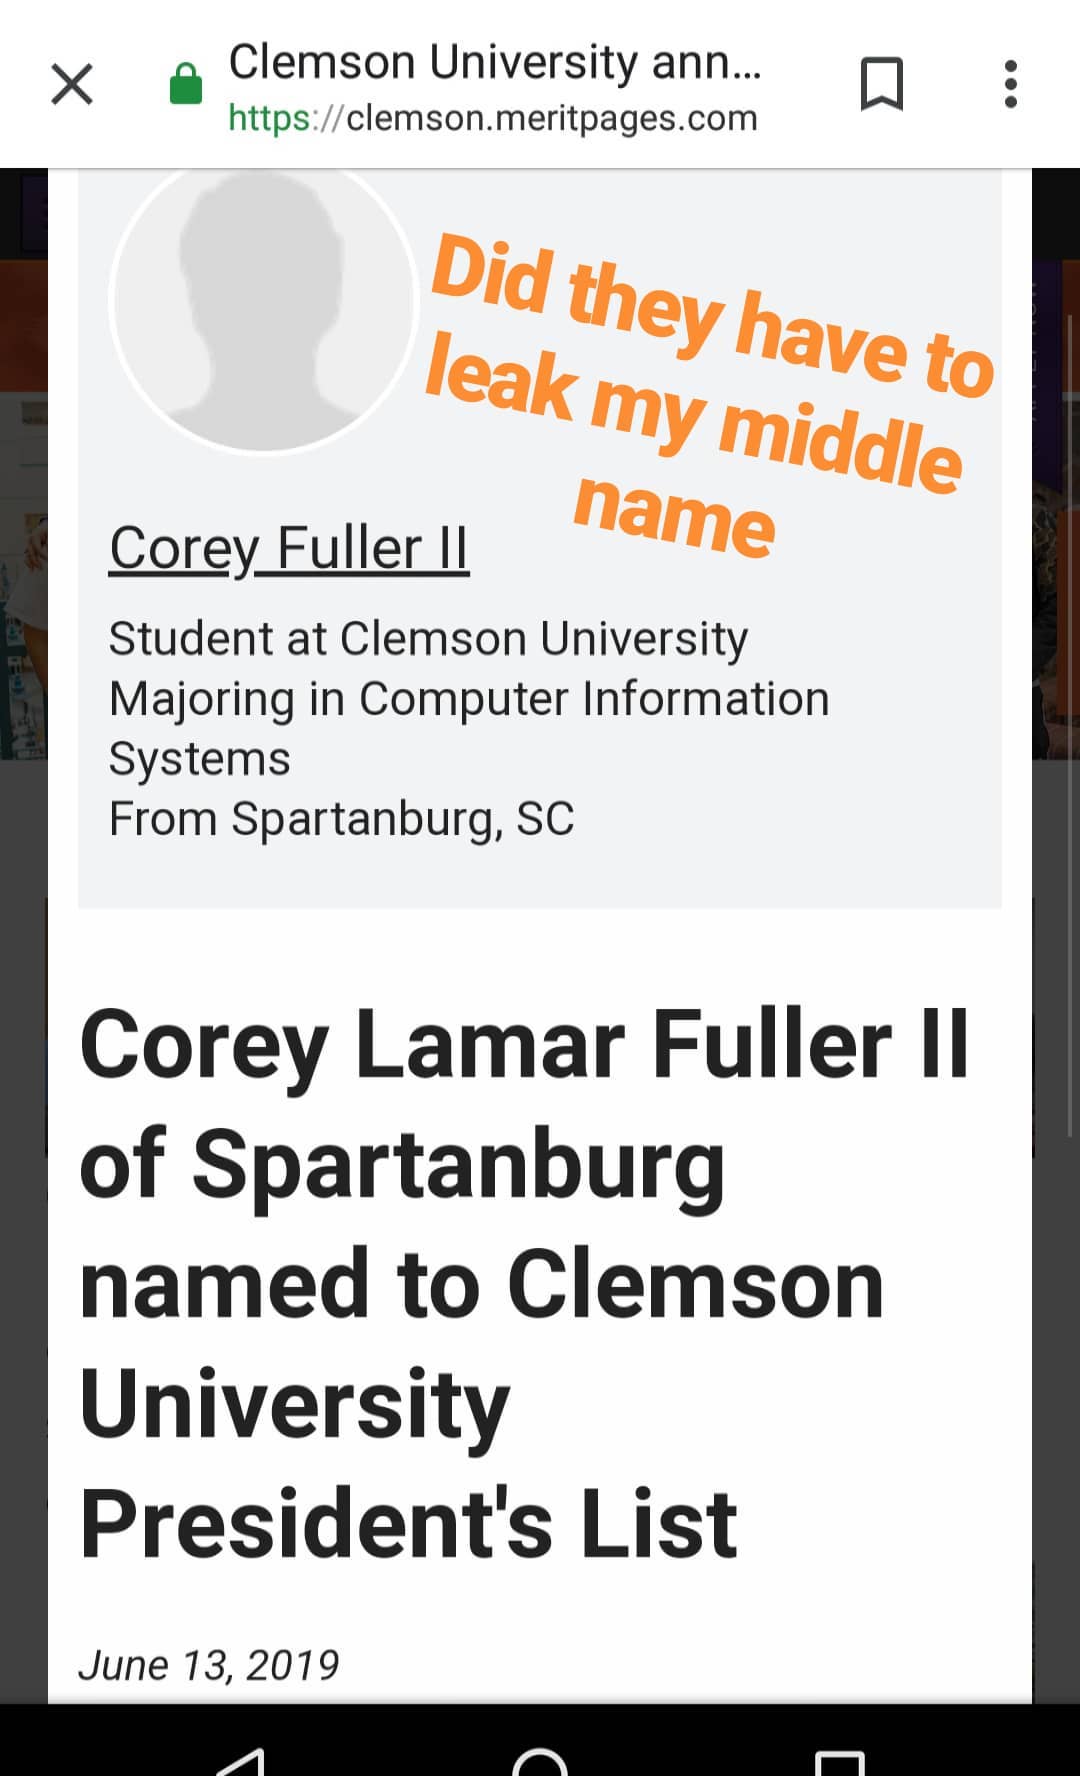 Clemson University ann...
https://clemson.meritpages.com
Did they have to
leak my middle
name
Corey Fuller II
Student at Clemson University
Majoring in Computer Information
Systems
From Spartanburg, SC
Corey Lamar Fuller II
of Spartanburg
named to Clemson
University
President's List
June 13, 2019